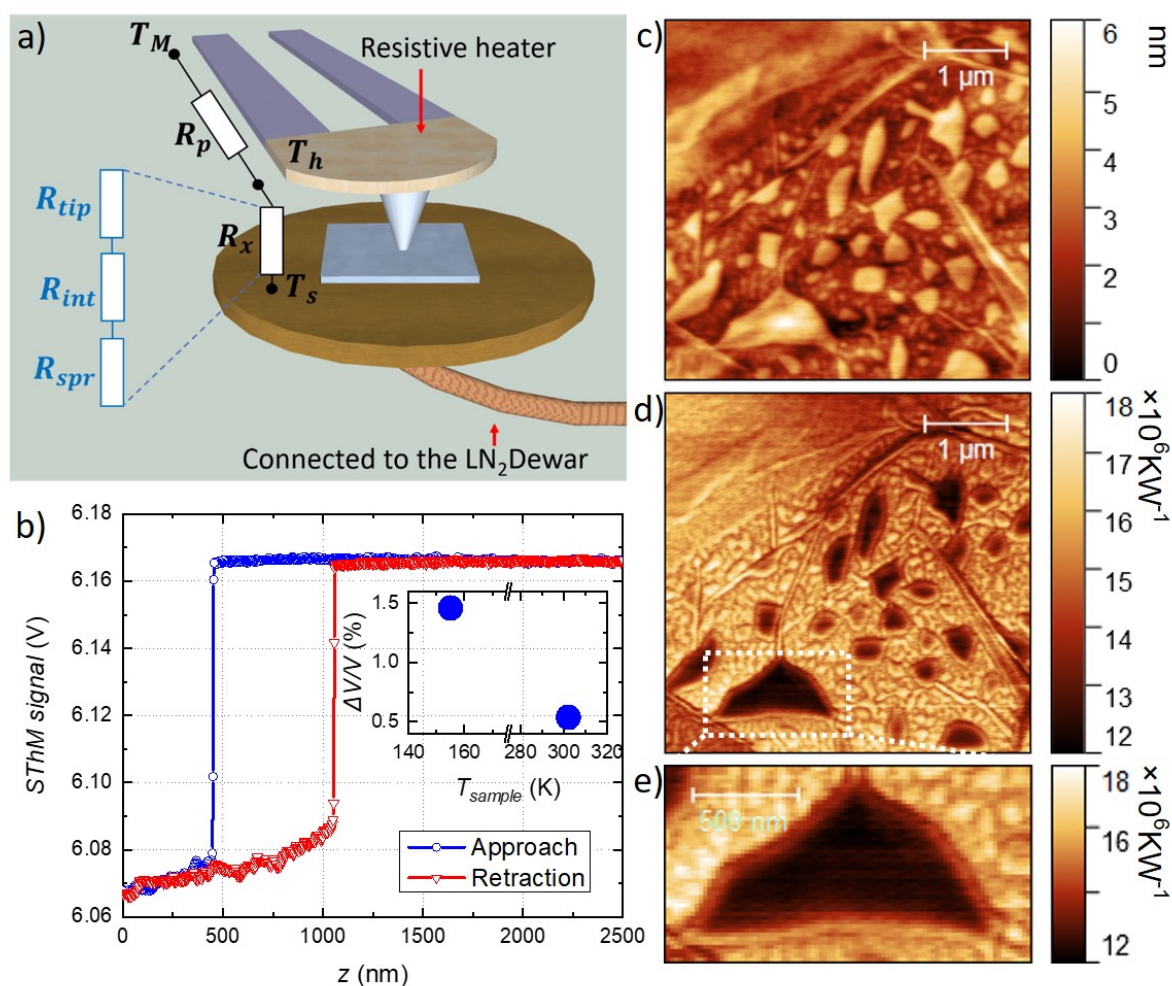 a)
T_M
Resistive heater
R_p
T_h
R_tip
R_x
R_int
T_s
R_spr
Connected to the LN₂Dewar
b)
SThM signal (V)
6.18
6.16
6.14
6.12
6.10
6.08
6.06
0
500
1000
1500
2000
2500
z (nm)
ΔV/V (%)
1.5
1.0
0.5
140
160
280
300
320
T_sample (K)
Approach
Retraction
c)
1 µm
6
5
4
3
2
1
0
nm
d)
1 µm
18
17
16
15
14
13
12
×10⁶KW⁻¹
e)
500 nm
18
16
14
12
×10⁶KW⁻¹